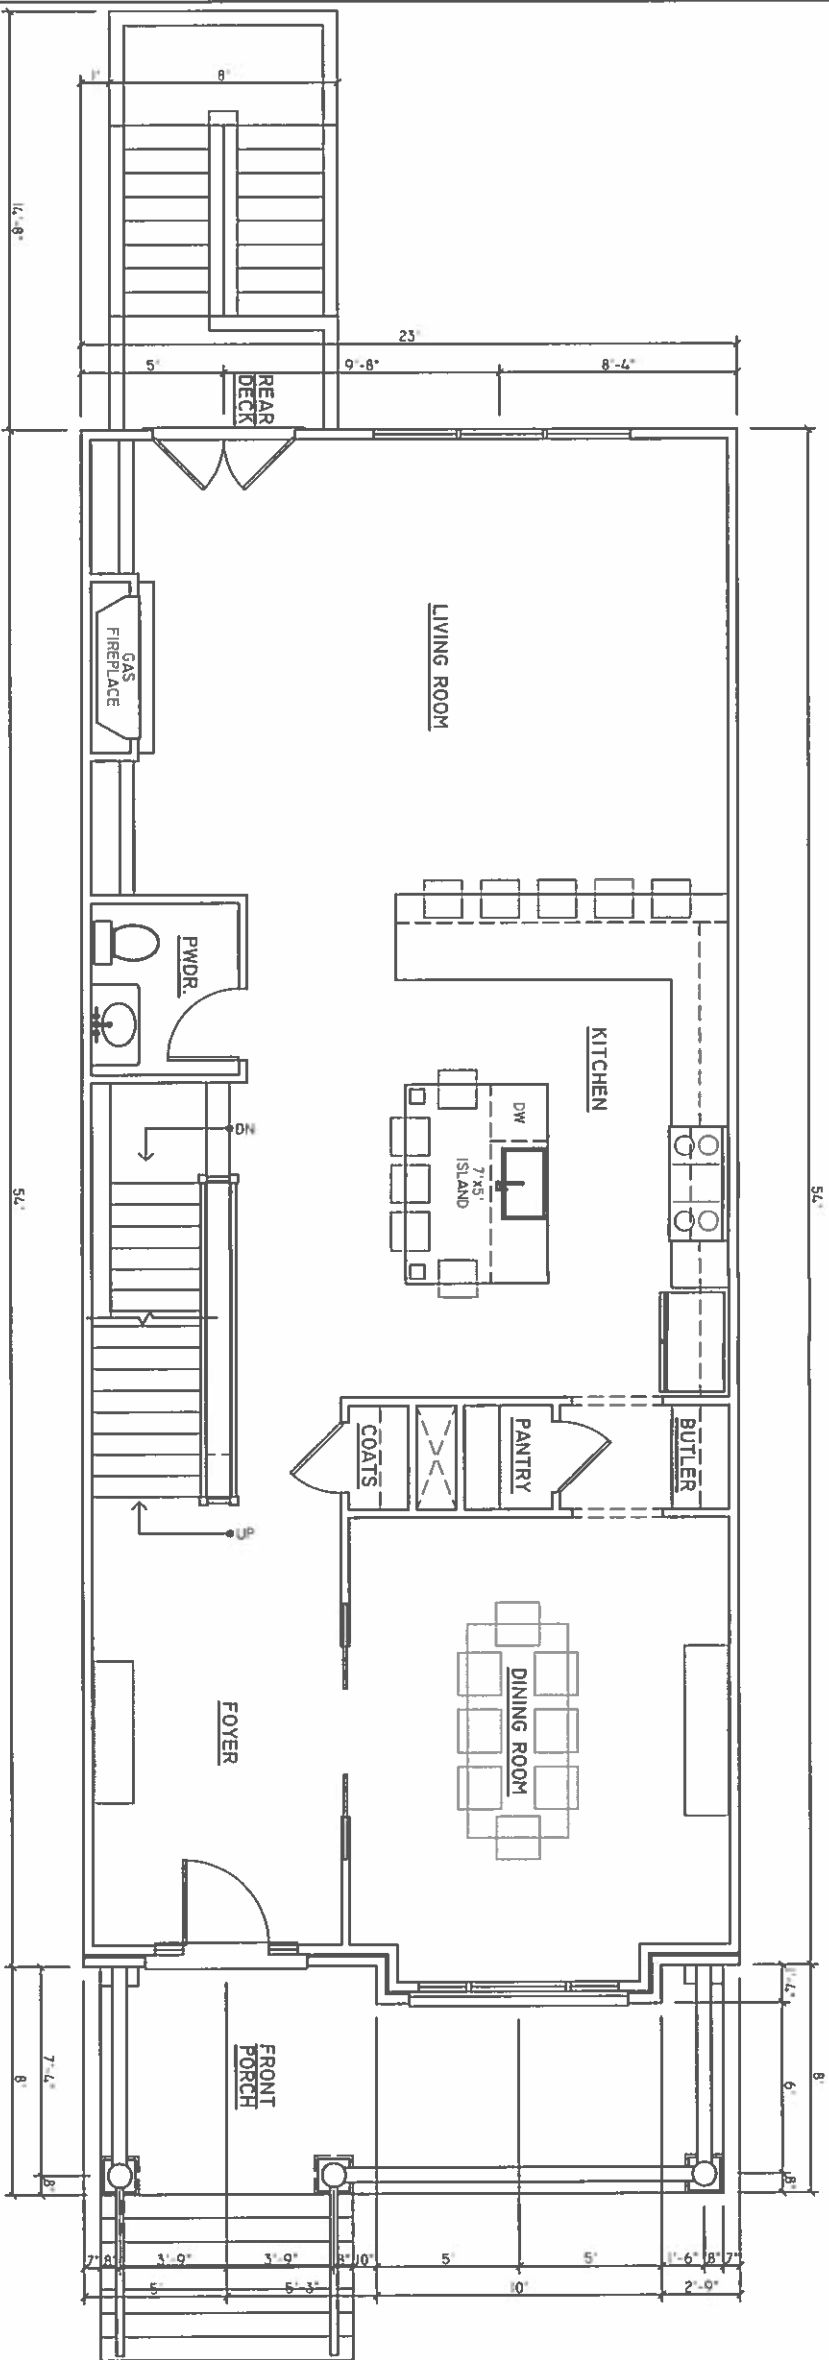 1'
8'
14'-8"
23'
5'
9'-8"
8'-4"
REAR
DECK
LIVING ROOM
GAS
FIREPLACE
PWDR.
KITCHEN
DW
7'x5'
ISLAND
DN
54'
54'
COATS
PANTRY
BUTLER
UP
DINING ROOM
FOYER
FRONT
PORCH
7'-4"
8"
8'
6'
8"
8'
7"
8"
3'-9"
3'-9"
8"
10"
5'
5'
1'-6"
8"
7"
5'
5'-3"
10'
2'-9"